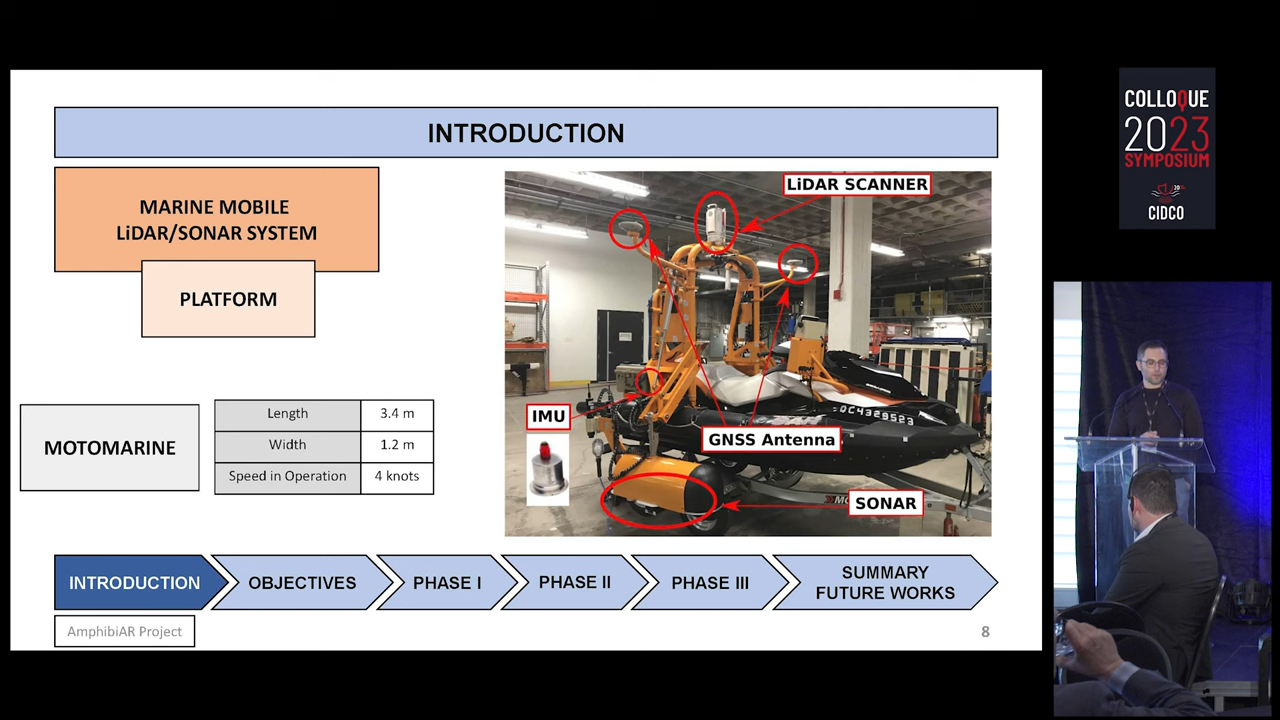 INTRODUCTION
MARINE MOBILE
LiDAR/SONAR SYSTEM
PLATFORM
MOTOMARINE
Length 3.4 m
Width 1.2 m
Speed in Operation 4 knots
LiDAR SCANNER
IMU
GNSS Antenna
SONAR
QC4329523
INTRODUCTION
OBJECTIVES
PHASE I
PHASE II
PHASE III
SUMMARY
FUTURE WORKS
AmphibiAR Project
8
COLLOQUE
2023
SYMPOSIUM
CIDCO